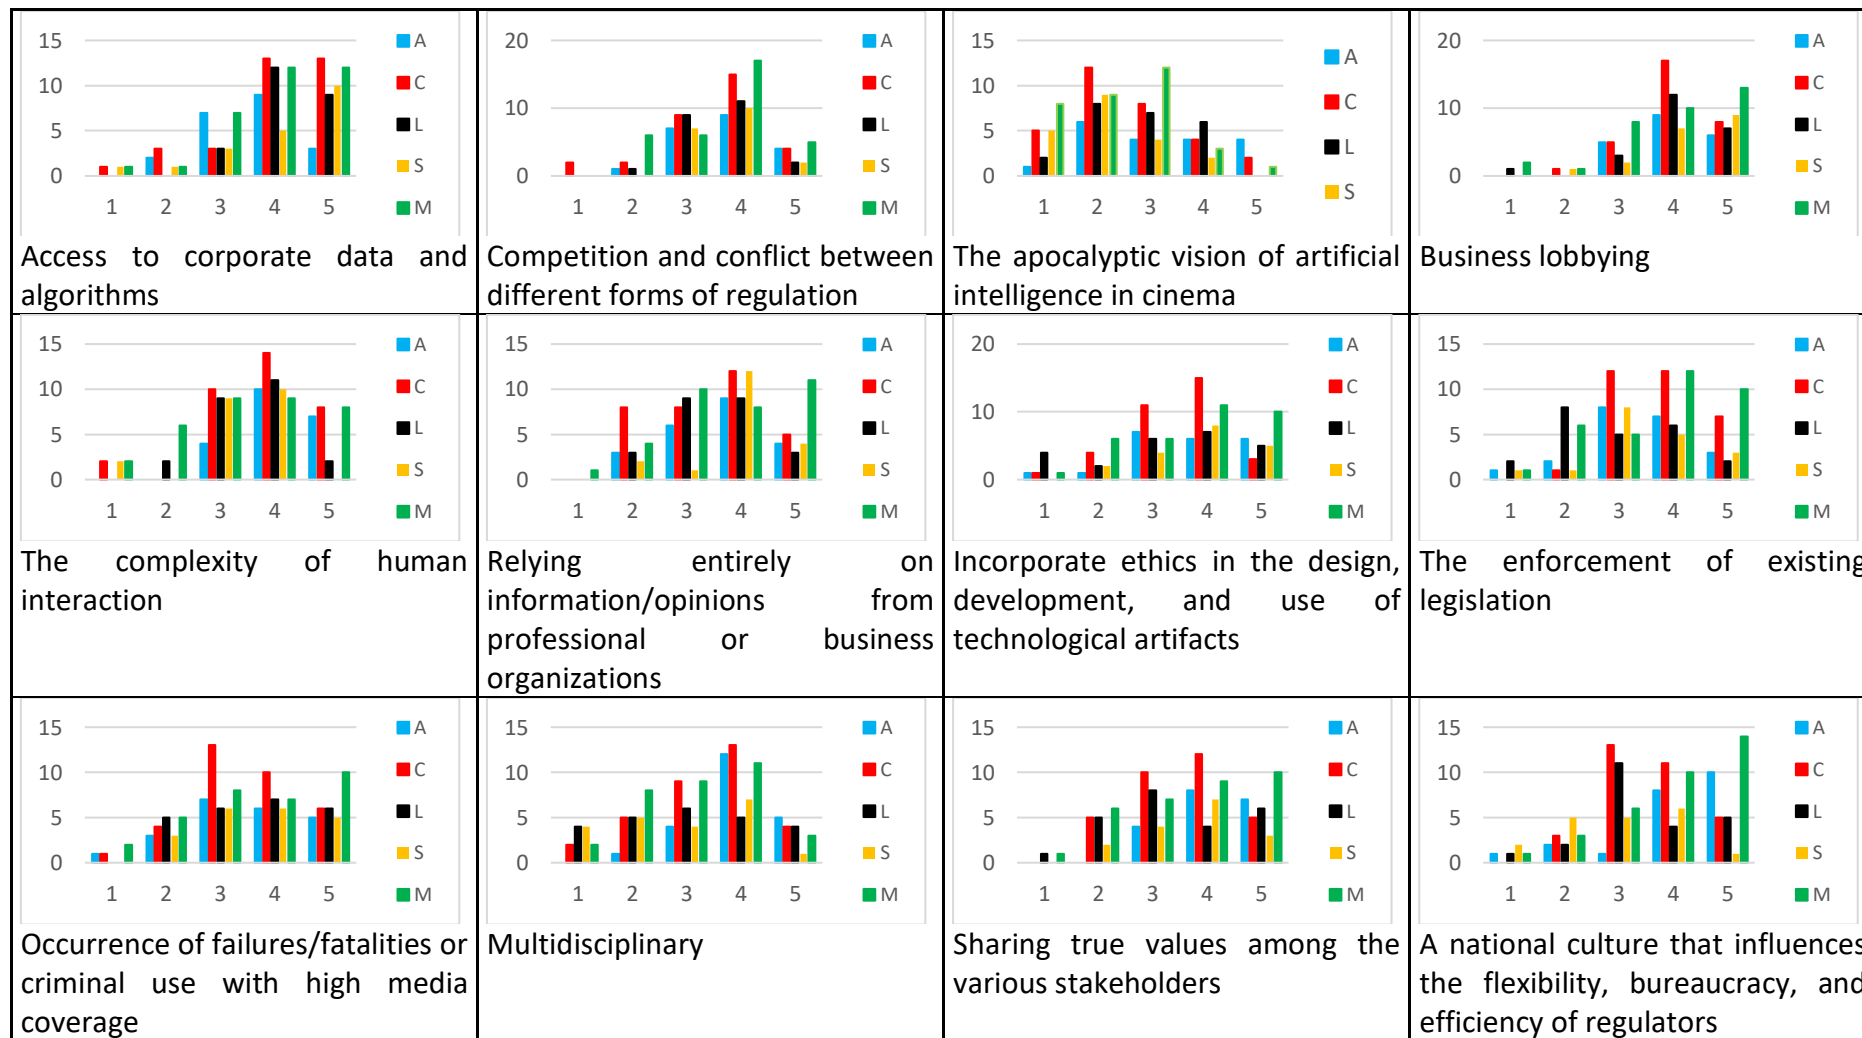 15
10
5
0
1 2 3 4 5
A
C
L
S
M
Access to corporate data and
algorithms
20
10
0
1 2 3 4 5
A
C
L
S
M
Competition and conflict between
different forms of regulation
15
10
5
0
1 2 3 4 5
A
C
L
S
The apocalyptic vision of artificial
intelligence in cinema
20
10
0
1 2 3 4 5
A
C
L
S
M
Business lobbying
15
10
5
0
1 2 3 4 5
A
C
L
S
M
The complexity of human
interaction
15
10
5
0
1 2 3 4 5
A
C
L
S
M
Relying entirely on
information/opinions from
professional or business
organizations
20
10
0
1 2 3 4 5
A
C
L
S
M
Incorporate ethics in the design,
development, and use of
technological artifacts
15
10
5
0
1 2 3 4 5
A
C
L
S
M
The enforcement of existing
legislation
15
10
5
0
1 2 3 4 5
A
C
L
S
M
Occurrence of failures/fatalities or
criminal use with high media
coverage
15
10
5
0
1 2 3 4 5
A
C
L
S
M
Multidisciplinary
15
10
5
0
1 2 3 4 5
A
C
L
S
M
Sharing true values among the
various stakeholders
15
10
5
0
1 2 3 4 5
A
C
L
S
M
A national culture that influences
the flexibility, bureaucracy, and
efficiency of regulators